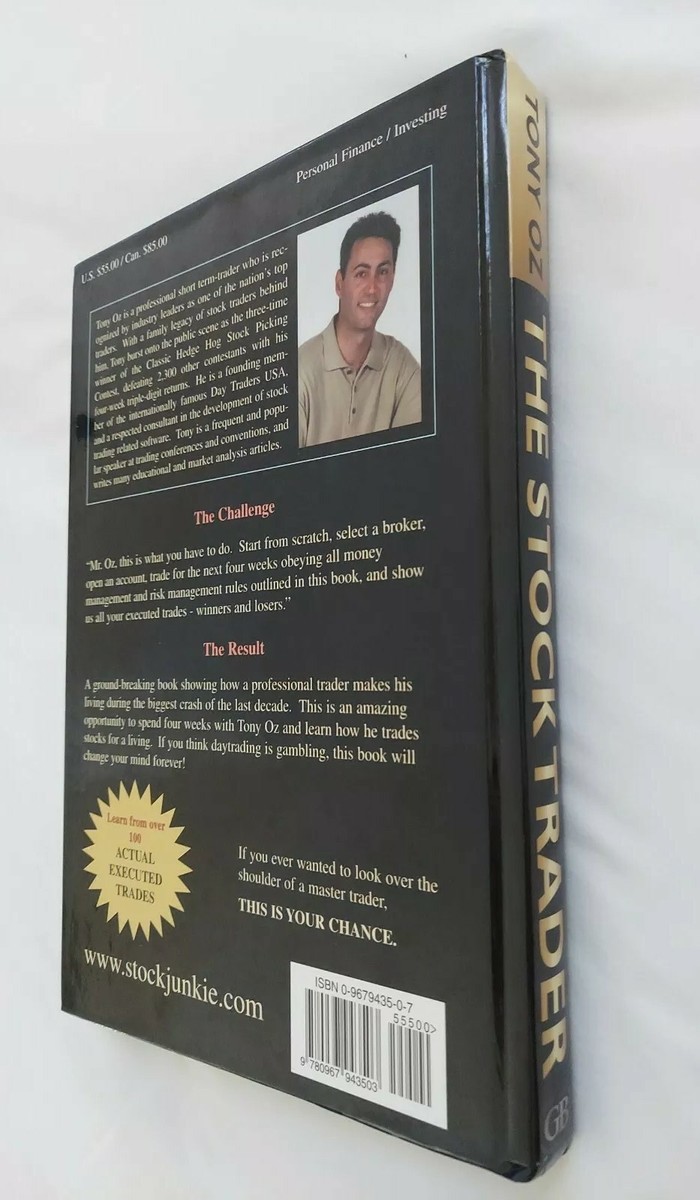 Personal Finance / Investing
U.S. $55.00 / Can. $85.00
Tony Oz is a professional short term-trader who is rec-
ognized by industry leaders as one of the nation's top
traders. With a family legacy of stock traders behind
him, Tony burst onto the public scene as the three-time
winner of the Classic Hedge Hog Stock Picking
Contest, defeating 2,300 other contestants with his
four-week triple-digit returns. He is a founding mem-
ber of the internationally famous Day Traders USA,
and a respected consultant in the development of stock
trading related software. Tony is a frequent and popu-
lar speaker at trading conferences and conventions, and
writes many educational and market analysis articles.
The Challenge
"Mr. Oz, this is what you have to do. Start from scratch, select a broker,
open an account, trade for the next four weeks obeying all money
management and risk management rules outlined in this book, and show
us all your executed trades - winners and losers."
The Result
A ground-breaking book showing how a professional trader makes his
living during the biggest crash of the last decade. This is an amazing
opportunity to spend four weeks with Tony Oz and learn how he trades
stocks for a living. If you think daytrading is gambling, this book will
change your mind forever!
Learn from over
100
ACTUAL
EXECUTED
TRADES
If you ever wanted to look over the
shoulder of a master trader,
THIS IS YOUR CHANCE.
www.stockjunkie.com
ISBN 0-9679435-0-7
55500>
9 780967 943503
TONY OZ THE STOCK TRADER
GB